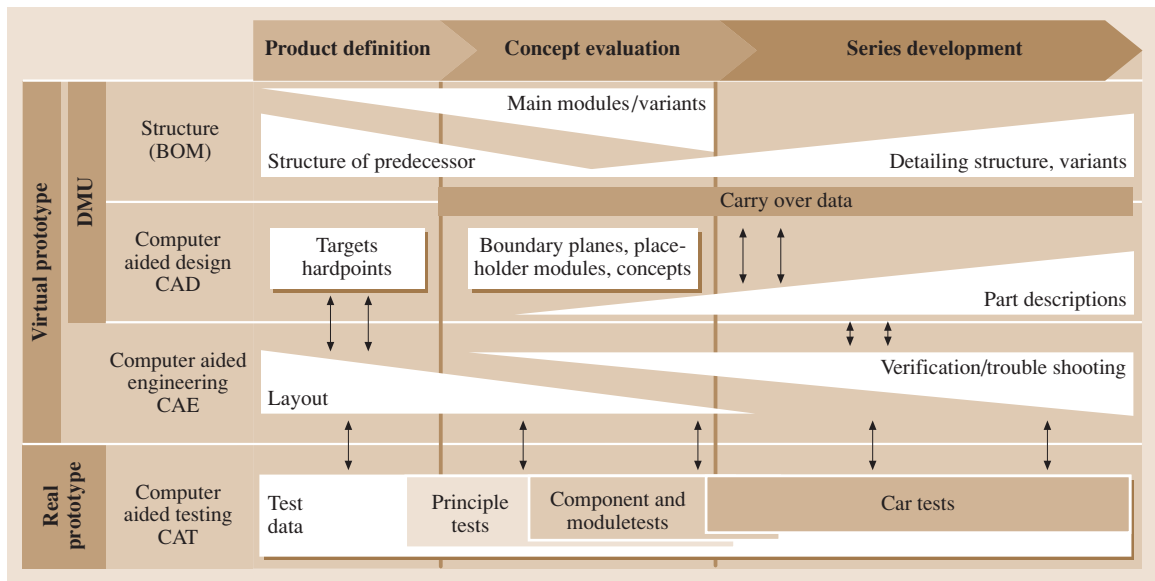 Product definition
Concept evaluation
Series development
Virtual prototype
DMU
Structure
(BOM)
Main modules/variants
Structure of predecessor
Detailing structure, variants
Carry over data
Computer
aided design
CAD
Targets
hardpoints
Boundary planes, place-
holder modules, concepts
Part descriptions
Computer aided
engineering
CAE
Layout
Verification/trouble shooting
Real
prototype
Computer
aided testing
CAT
Test
data
Principle
tests
Component and
moduletests
Car tests